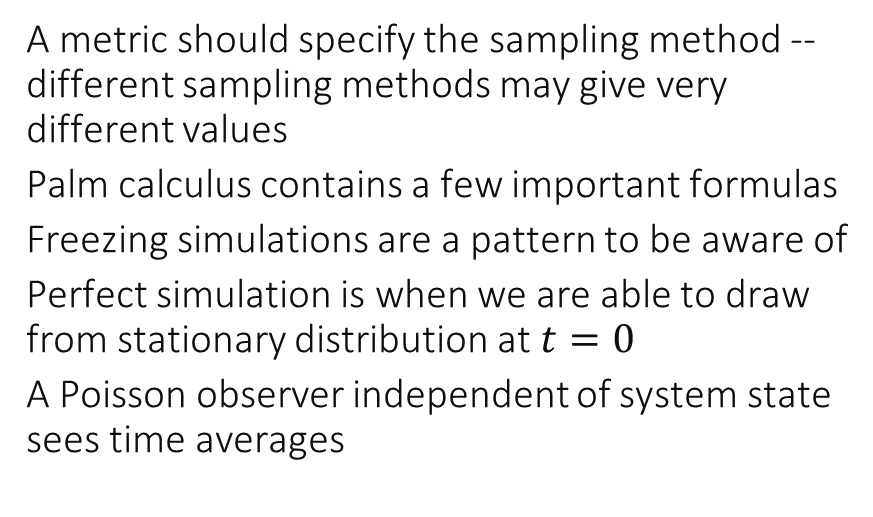 A metric should specify the sampling method --
different sampling methods may give very
different values
Palm calculus contains a few important formulas
Freezing simulations are a pattern to be aware of
Perfect simulation is when we are able to draw
from stationary distribution at 𝑡 = 0
A Poisson observer independent of system state
sees time averages